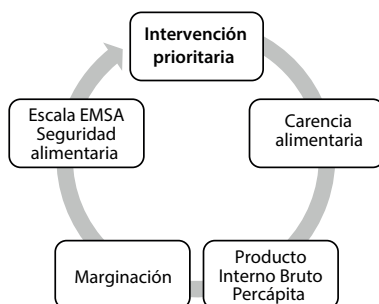 Intervención
prioritaria
Carencia
alimentaria
Producto
Interno Bruto
Percápita
Marginación
Escala EMSA
Seguridad
alimentaria